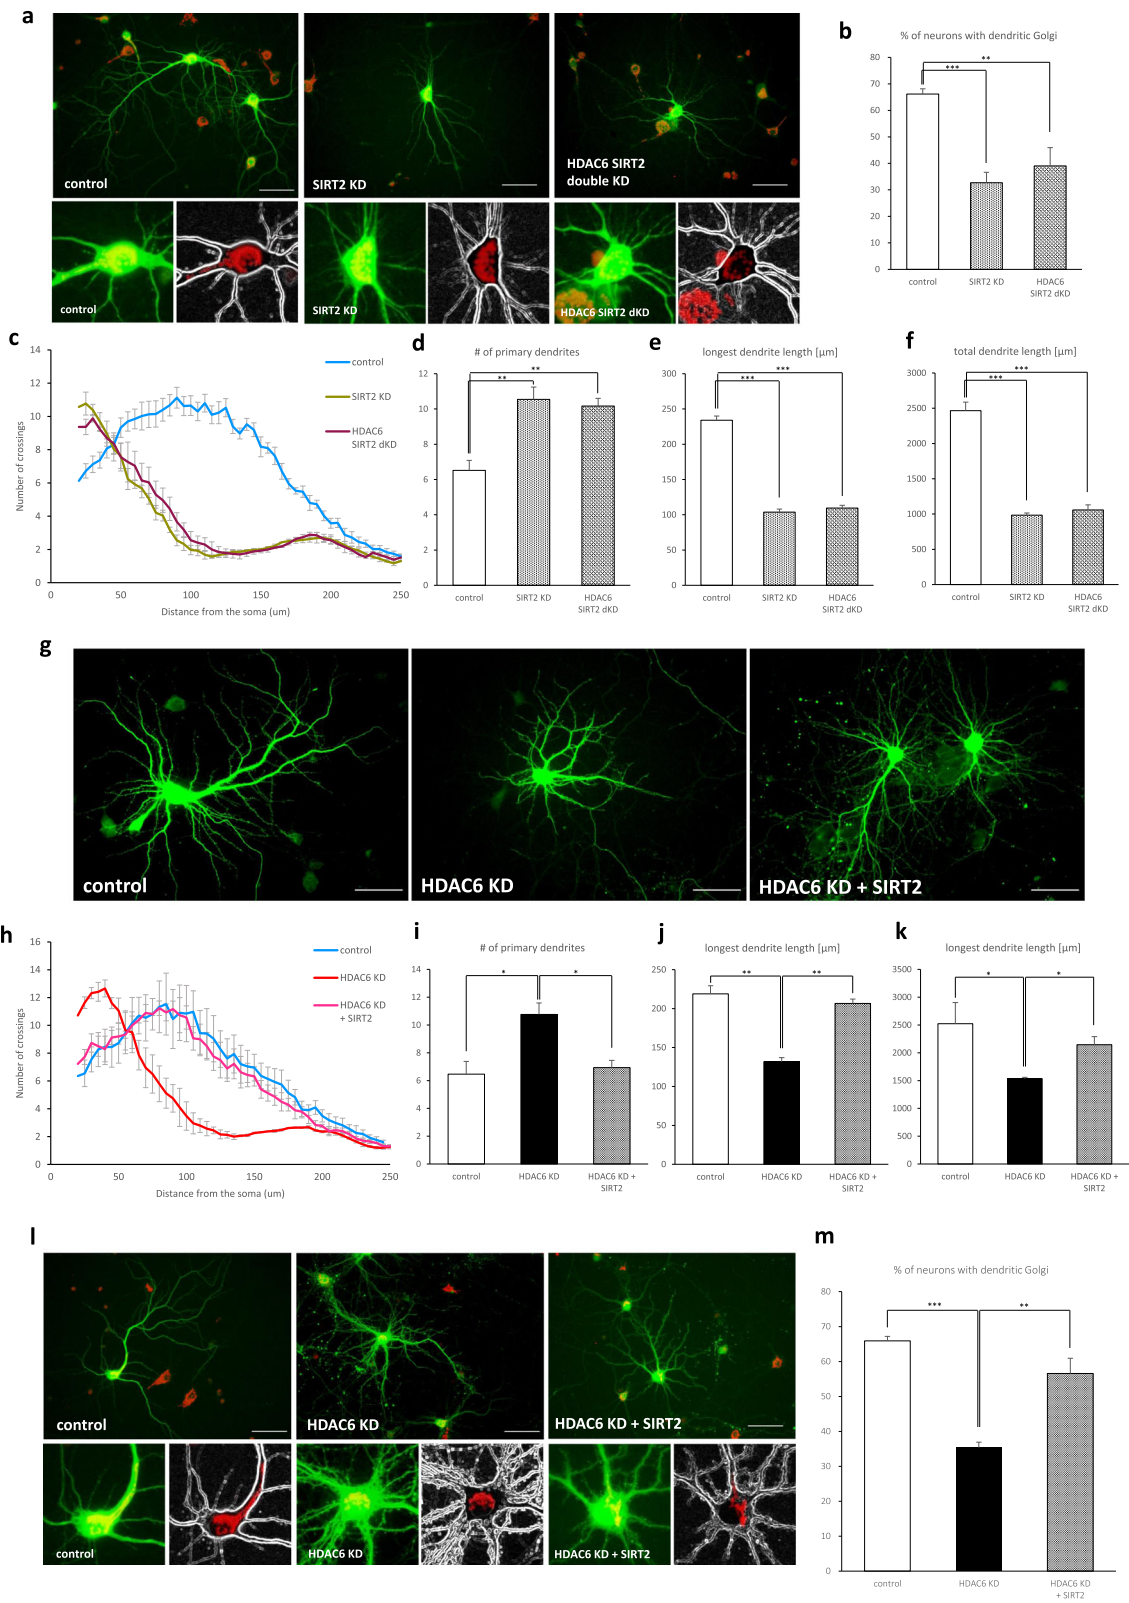 a
control
SIRT2 KD
HDAC6 SIRT2
double KD
control
SIRT2 KD
HDAC6 SIRT2 dKD
b
% of neurons with dendritic Golgi
**
***
80
70
60
50
40
30
20
10
0
control
SIRT2 KD
HDAC6
SIRT2 dKD
c
14
12
10
8
6
4
2
0
Number of crossings
control
SIRT2 KD
HDAC6
SIRT2 dKD
0
50
100
150
200
250
Distance from the soma (um)
d
# of primary dendrites
**
**
12
10
8
6
4
2
0
control
SIRT2 KD
HDAC6
SIRT2 dKD
e
longest dendrite length [µm]
***
***
300
250
200
150
100
50
0
control
SIRT2 KD
HDAC6
SIRT2 dKD
f
total dendrite length [µm]
***
***
3000
2500
2000
1500
1000
500
0
control
SIRT2 KD
HDAC6
SIRT2 dKD
g
control
HDAC6 KD
HDAC6 KD + SIRT2
h
16
14
12
10
8
6
4
2
0
Number of crossings
control
HDAC6 KD
HDAC6 KD
+ SIRT2
0
50
100
150
200
250
Distance from the soma (um)
i
# of primary dendrites
*
*
14
12
10
8
6
4
2
0
control
HDAC6 KD
HDAC6 KD +
SIRT2
j
longest dendrite length [µm]
**
**
250
200
150
100
50
0
control
HDAC6 KD
HDAC6 KD +
SIRT2
k
longest dendrite length [µm]
*
*
3500
3000
2500
2000
1500
1000
500
0
control
HDAC6 KD
HDAC6 KD +
SIRT2
l
control
HDAC6 KD
HDAC6 KD + SIRT2
control
HDAC6 KD
HDAC6 KD + SIRT2
m
% of neurons with dendritic Golgi
***
**
80
70
60
50
40
30
20
10
0
control
HDAC6 KD
HDAC6 KD
+ SIRT2